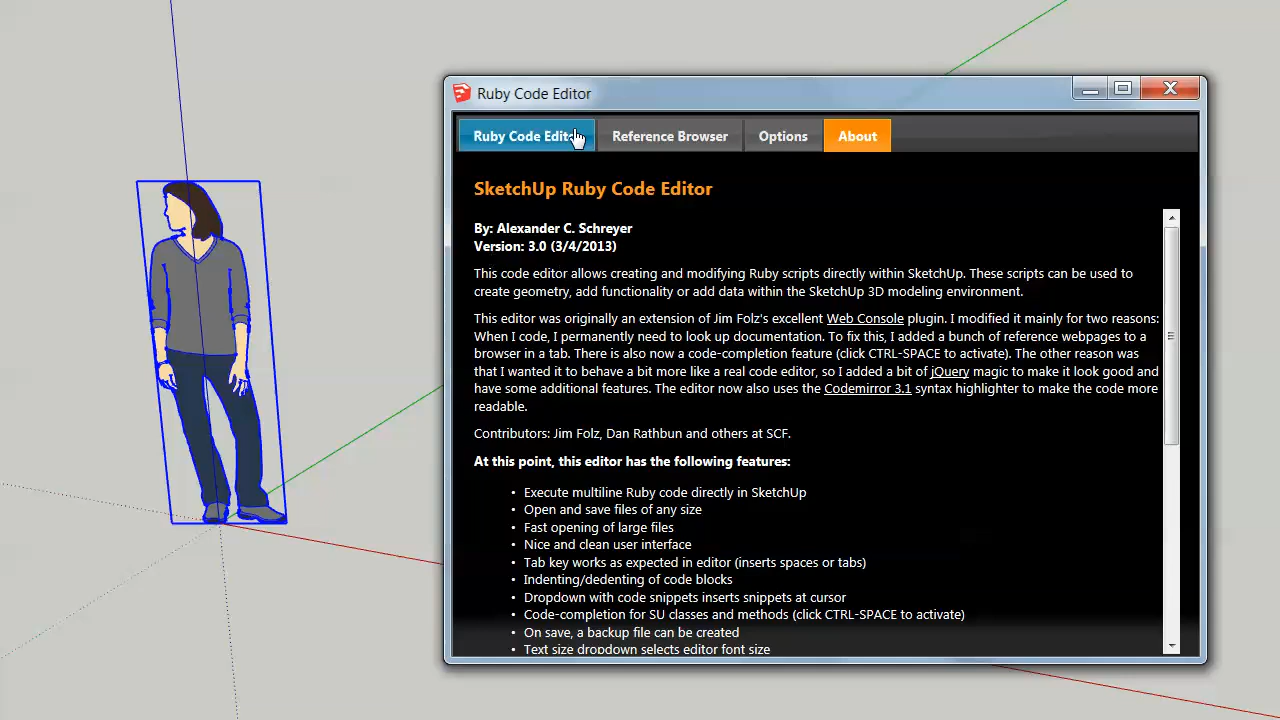 Ruby Code Editor
Ruby Code Edit
Reference Browser
Options
About
SketchUp Ruby Code Editor
By: Alexander C. Schreyer
Version: 3.0 (3/4/2013)
This code editor allows creating and modifying Ruby scripts directly within SketchUp. These scripts can be used to
create geometry, add functionality or add data within the SketchUp 3D modeling environment.
This editor was originally an extension of Jim Folz's excellent Web Console plugin. I modified it mainly for two reasons:
When I code, I permanently need to look up documentation. To fix this, I added a bunch of reference webpages to a
browser in a tab. There is also now a code-completion feature (click CTRL-SPACE to activate). The other reason was
that I wanted it to behave a bit more like a real code editor, so I added a bit of jQuery magic to make it look good and
have some additional features. The editor now also uses the Codemirror 3.1 syntax highlighter to make the code more
readable.
Contributors: Jim Folz, Dan Rathbun and others at SCF.
At this point, this editor has the following features:
• Execute multiline Ruby code directly in SketchUp
• Open and save files of any size
• Fast opening of large files
• Nice and clean user interface
• Tab key works as expected in editor (inserts spaces or tabs)
• Indenting/dedenting of code blocks
• Dropdown with code snippets inserts snippets at cursor
• Code-completion for SU classes and methods (click CTRL-SPACE to activate)
• On save, a backup file can be created
• Text size dropdown selects editor font size